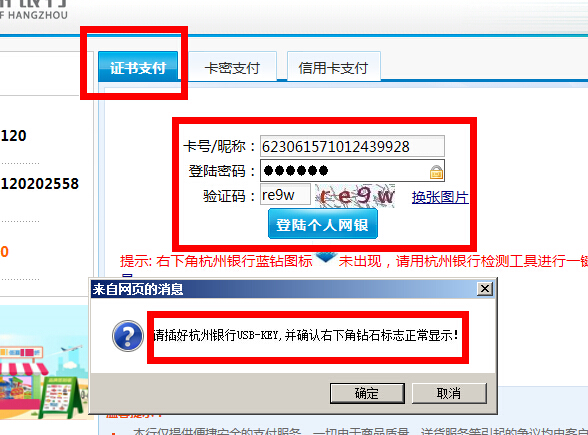 F HANGZHOU
证书支付 卡密支付 信用卡支付
120
120202558
0
卡号/昵称： 623061571012439928
登陆密码： ●●●●●●
验证码： re9w re9w 换张图片
登陆个人网银
提示: 右下角杭州银行蓝钻图标 未出现，请用杭州银行检测工具进行一键
来自网页的消息
请插好杭州银行USB-KEY,并确认右下角钻石标志正常显示！
确定 取消